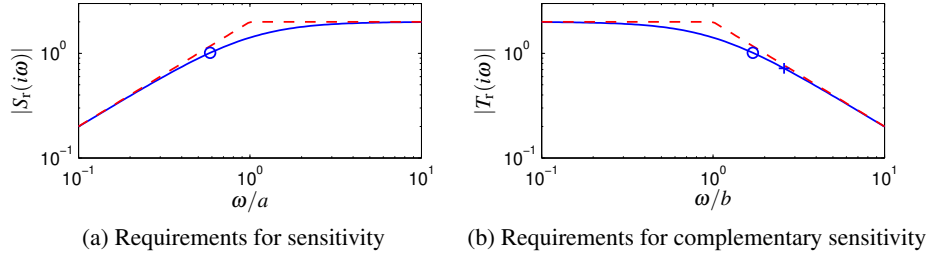 |S_r(iω)|
10^0
10^{-1}
10^{-1} 10^0 10^1
ω/a
(a) Requirements for sensitivity
|T_r(iω)|
10^0
10^{-1}
10^{-1} 10^0 10^1
ω/b
(b) Requirements for complementary sensitivity